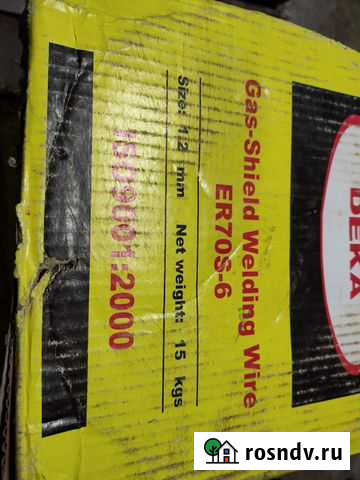 DEKA
Gas-Shield Welding Wire
ER70S-6
Size: 1.2 mm Net weight: 15 kgs
ISO9001:2000
rosndv.ru